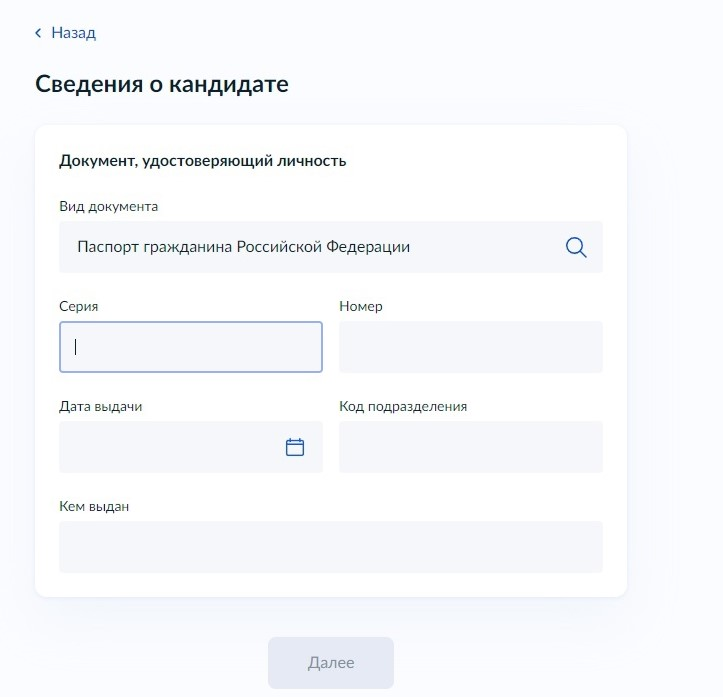 Назад
Сведения о кандидате
Документ, удостоверяющий личность
Вид документа
Паспорт гражданина Российской Федерации
Серия
Номер
Дата выдачи
Код подразделения
Кем выдан
Далее